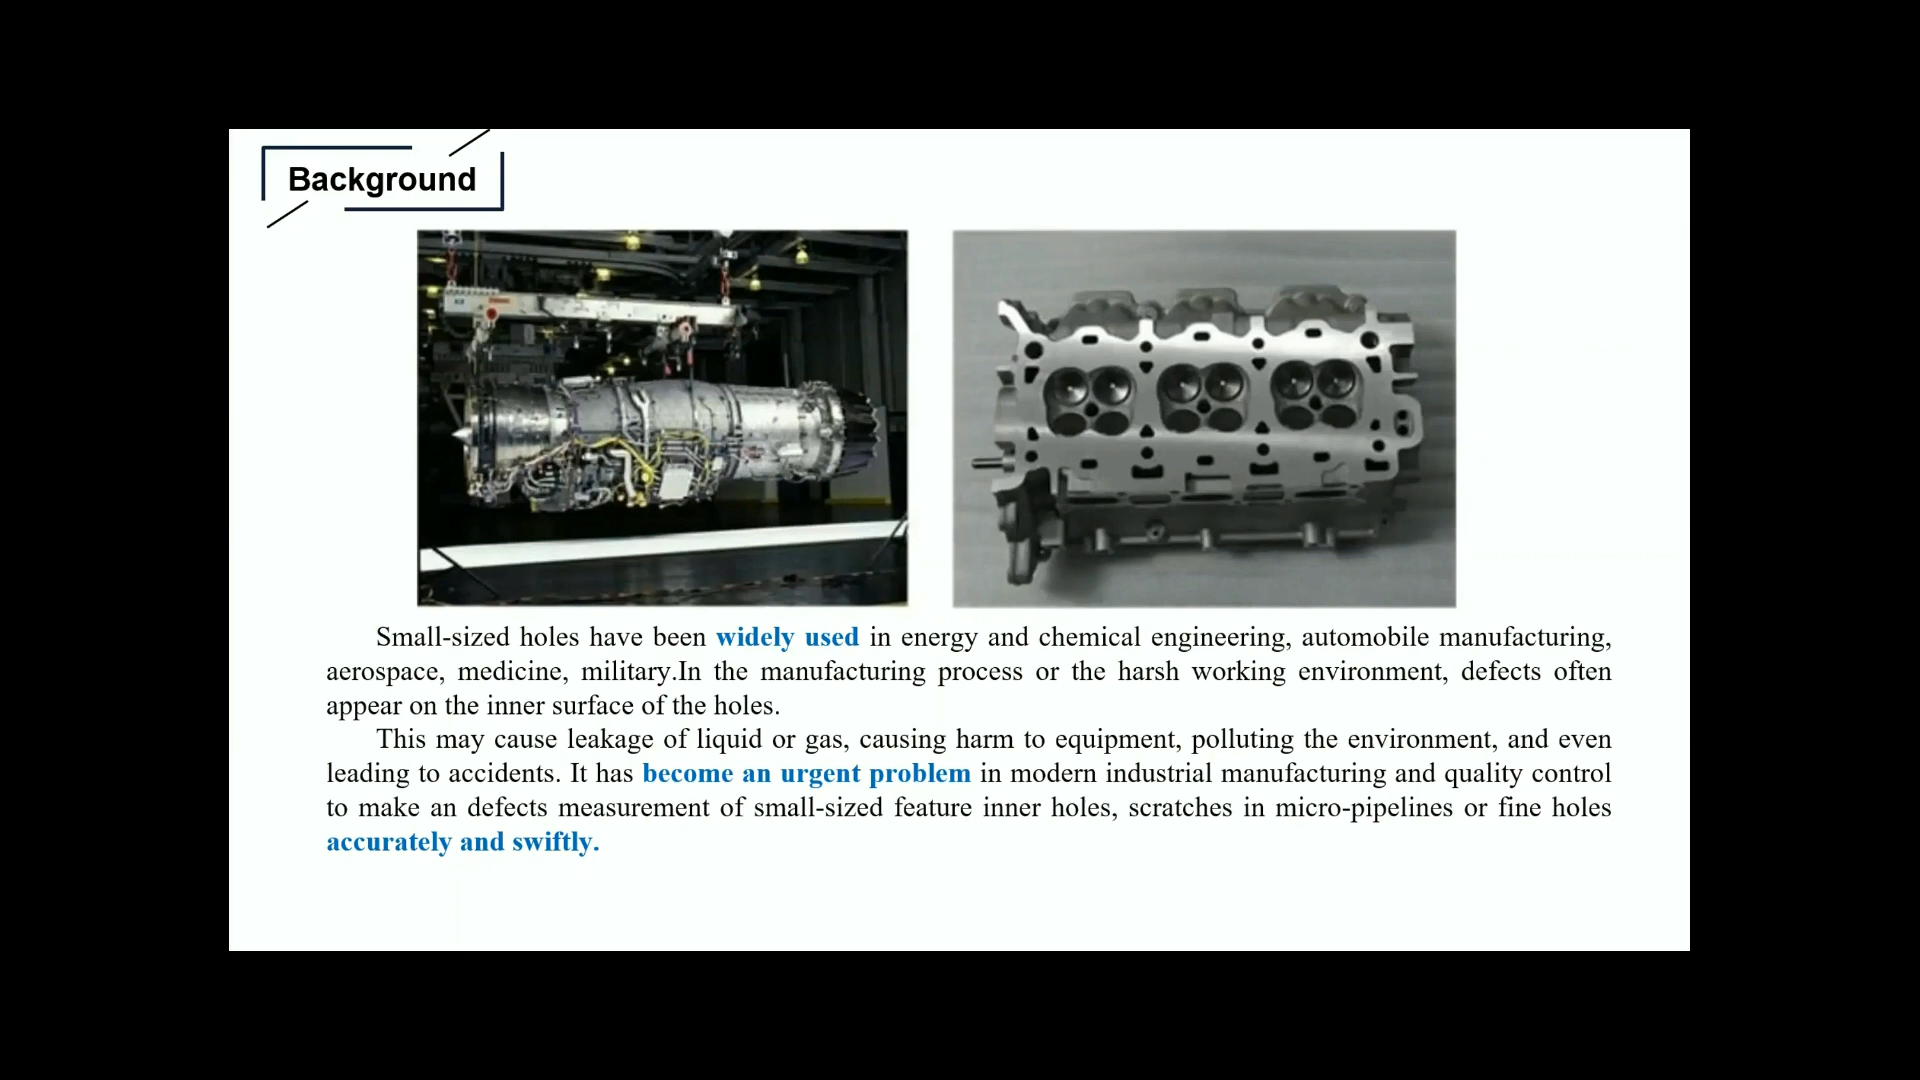 Background
Small-sized holes have been widely used in energy and chemical engineering, automobile manufacturing,
aerospace, medicine, military.In the manufacturing process or the harsh working environment, defects often
appear on the inner surface of the holes.
This may cause leakage of liquid or gas, causing harm to equipment, polluting the environment, and even
leading to accidents. It has become an urgent problem in modern industrial manufacturing and quality control
to make an defects measurement of small-sized feature inner holes, scratches in micro-pipelines or fine holes
accurately and swiftly.